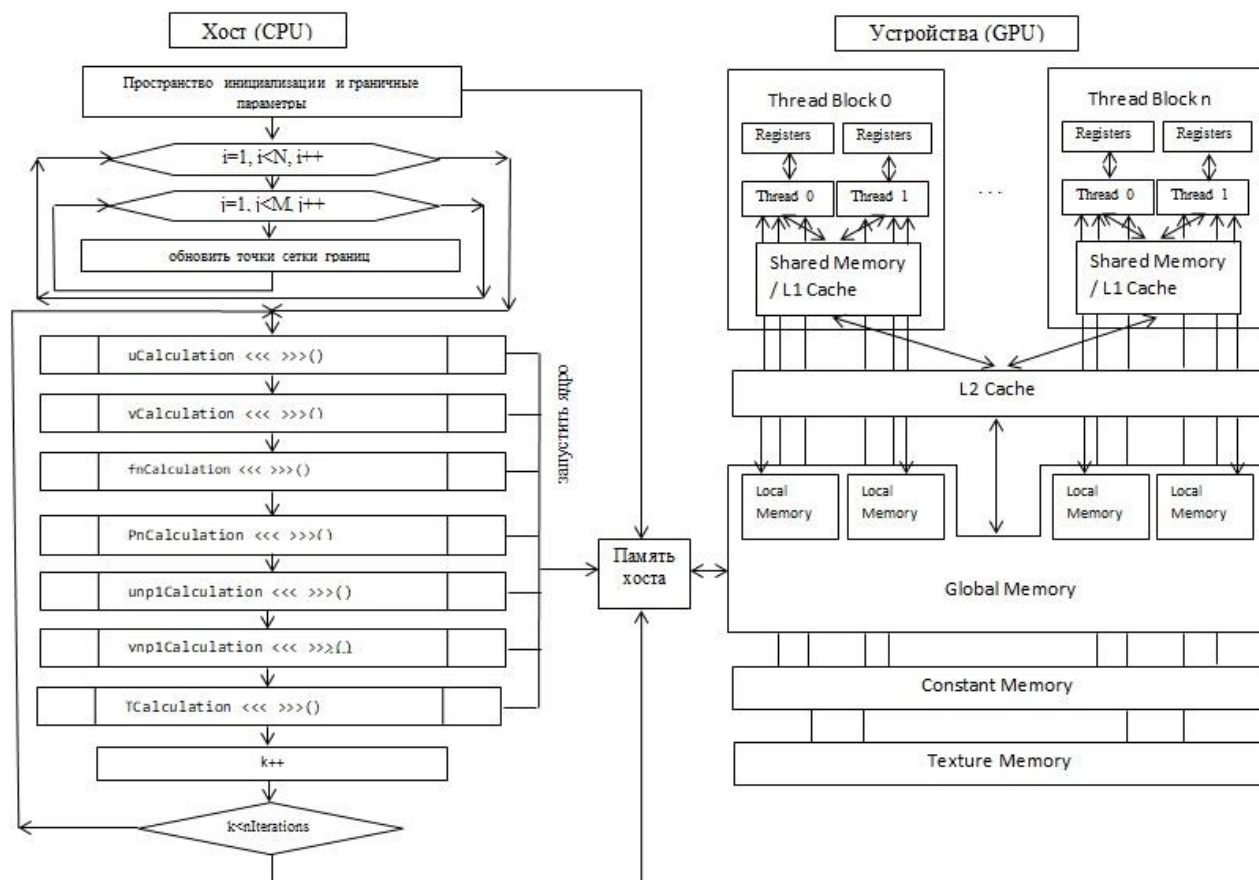 Хост (CPU)
Пространство инициализации и граничные
параметры
i=1, i<N, i++
j=1, j<M, j++
обновить точки сетки границ
uCalculation <<< >>>()
vCalculation <<< >>>()
fnCalculation <<< >>>()
PnCalculation <<< >>>()
unp1Calculation <<< >>>()
vnp1Calculation <<< >>>()
TCalculation <<< >>>()
k++
k<nIterations
запустить ядро
Память
хоста
Устройства (GPU)
Thread Block 0
Registers
Registers
Thread 0
Thread 1
Shared Memory
/ L1 Cache
. . .
Thread Block n
Registers
Registers
Thread 0
Thread 1
Shared Memory
/ L1 Cache
L2 Cache
Local
Memory
Local
Memory
Local
Memory
Local
Memory
Global Memory
Constant Memory
Texture Memory